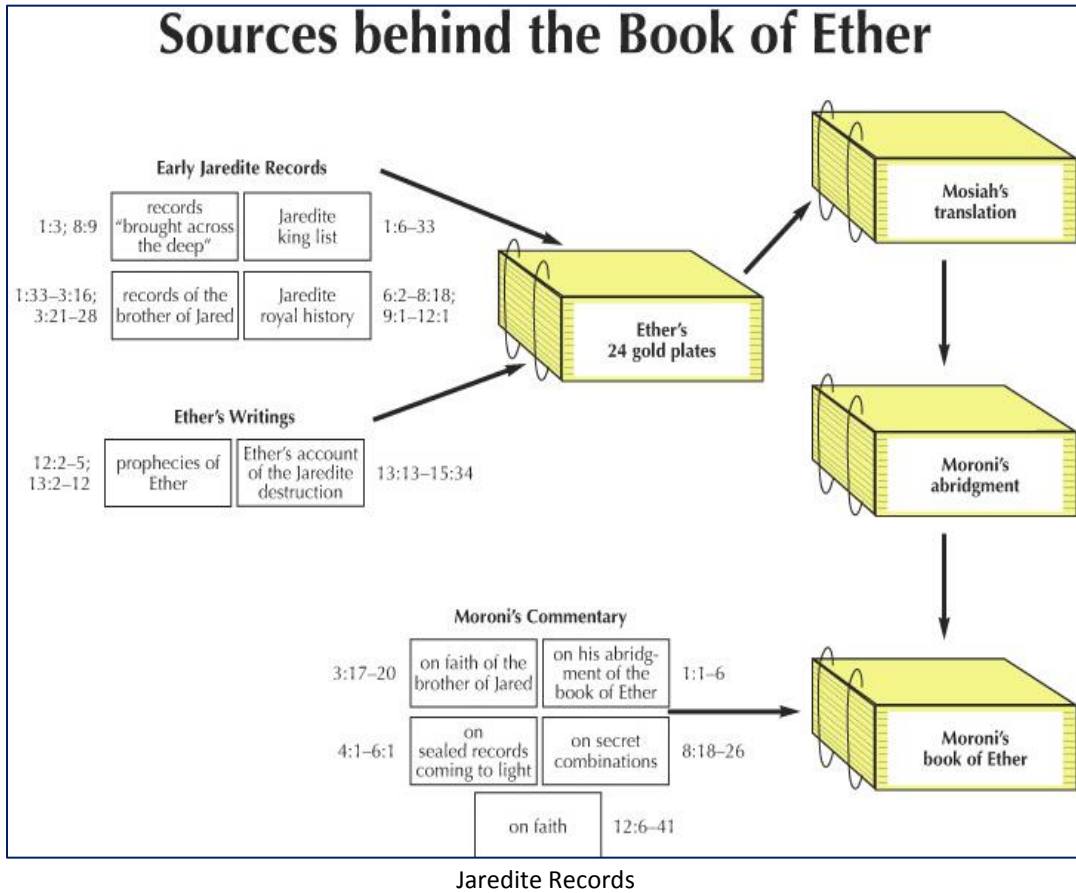 Sources behind the Book of Ether
Early Jaredite Records
1:3; 8:9
records
“brought across
the deep”
Jaredite
king list
1:6–33
1:33–3:16;
3:21–28
records of the
brother of Jared
Jaredite
royal history
6:2–8:18;
9:1–12:1
Ether’s Writings
12:2–5;
13:2–12
prophecies of
Ether
Ether’s account
of the Jaredite
destruction
13:13–15:34
Ether’s
24 gold plates
Mosiah’s
translation
Moroni’s
abridgment
Moroni’s Commentary
3:17–20
on faith of the
brother of Jared
on his abridg-
ment of the
book of Ether
1:1–6
4:1–6:1
on
sealed records
coming to light
on secret
combinations
8:18–26
on faith
12:6–41
Moroni’s
book of Ether
Jaredite Records